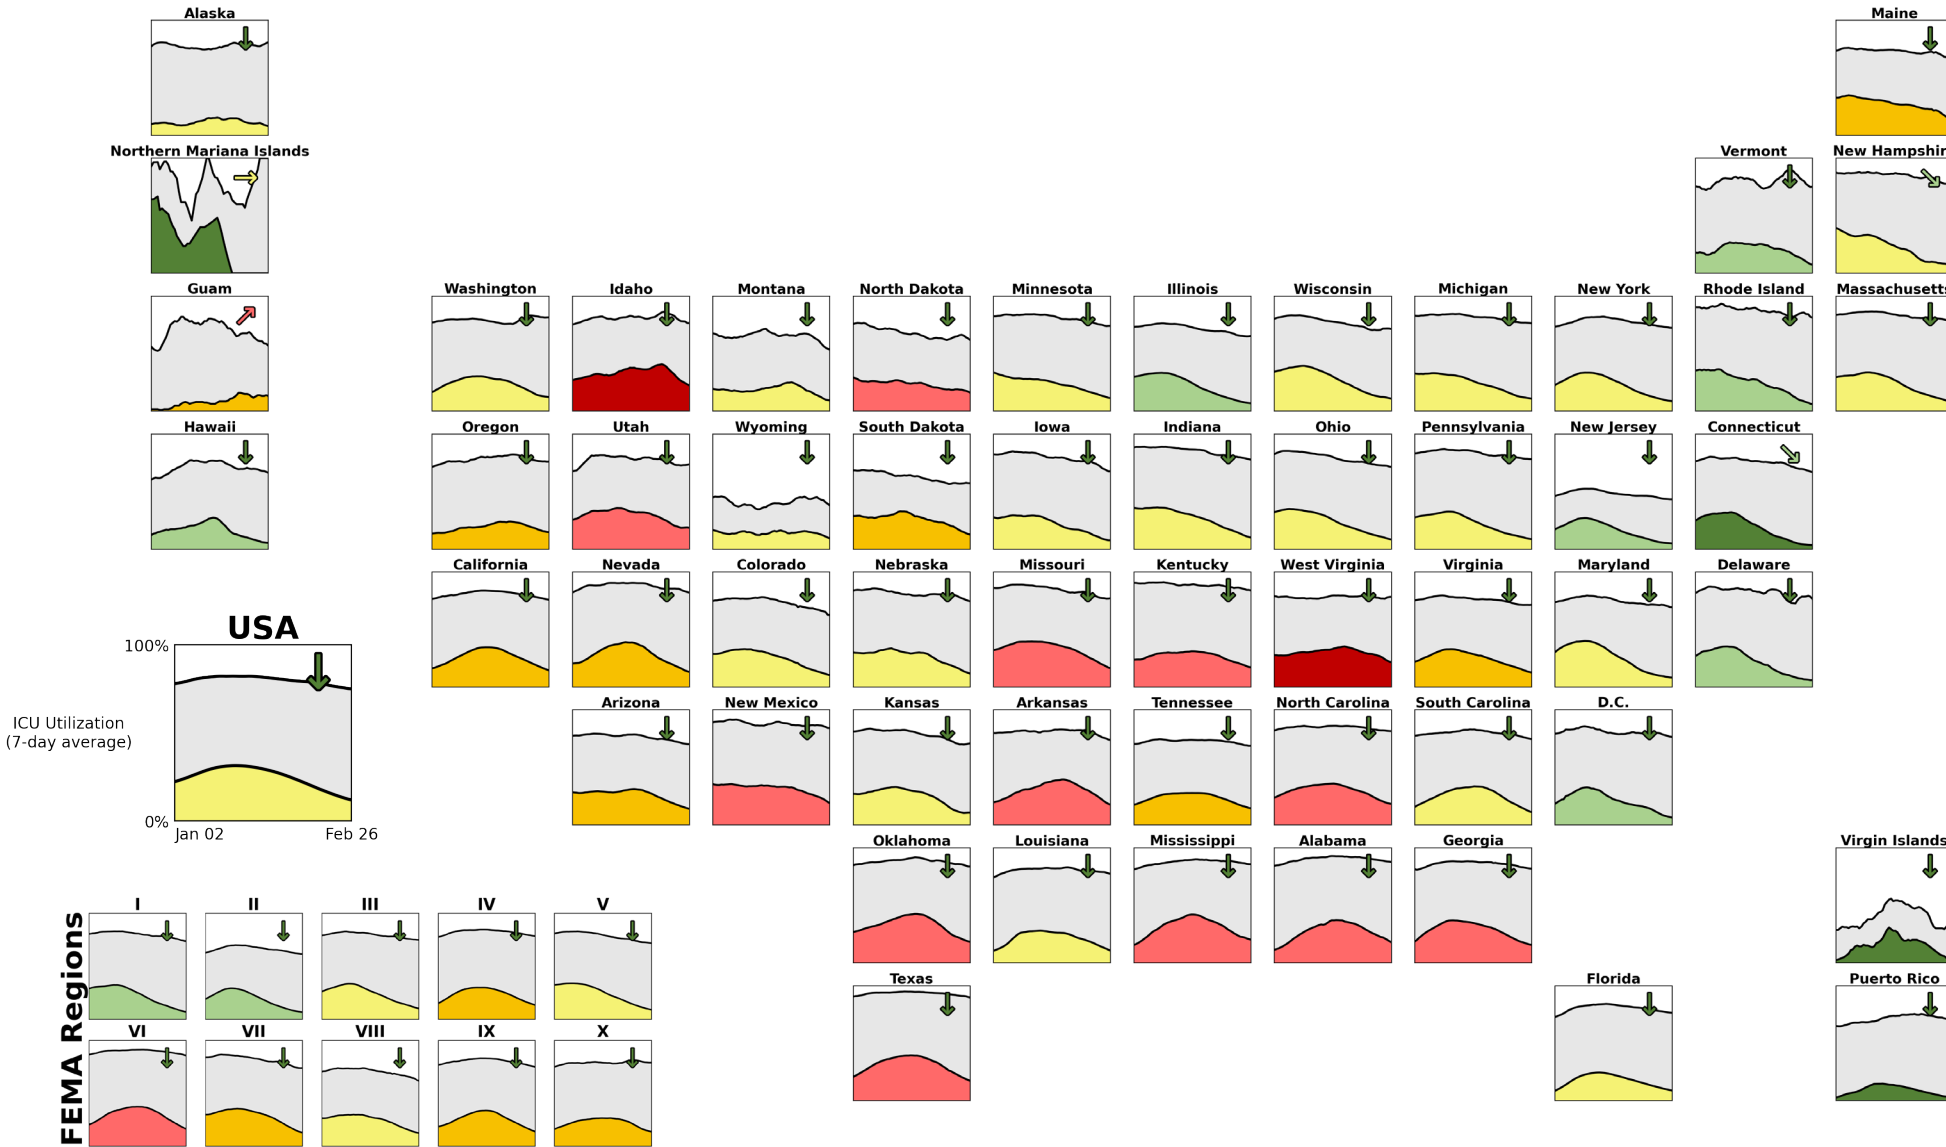 Alaska
Maine
Northern Mariana Islands
Vermont
New Hampshir
Guam
Washington
Idaho
Montana
North Dakota
Minnesota
Illinois
Wisconsin
Michigan
New York
Rhode Island
Massachusetts
Hawaii
Oregon
Utah
Wyoming
South Dakota
Iowa
Indiana
Ohio
Pennsylvania
New Jersey
Connecticut
California
Nevada
Colorado
Nebraska
Missouri
Kentucky
West Virginia
Virginia
Maryland
Delaware
USA
100%
ICU Utilization
(7-day average)
0%
Jan 02
Feb 26
Arizona
New Mexico
Kansas
Arkansas
Tennessee
North Carolina
South Carolina
D.C.
Oklahoma
Louisiana
Mississippi
Alabama
Georgia
Virgin Islands
Texas
Florida
Puerto Rico
FEMA Regions
I
II
III
IV
V
VI
VII
VIII
IX
X